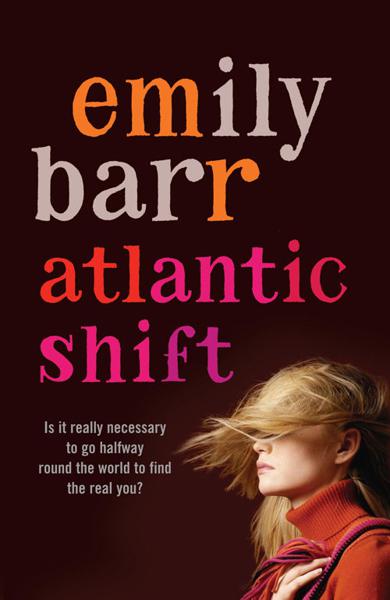 emily
barr
atlantic
shift
Is it really necessary
to go halfway
round the world to find
the real you?